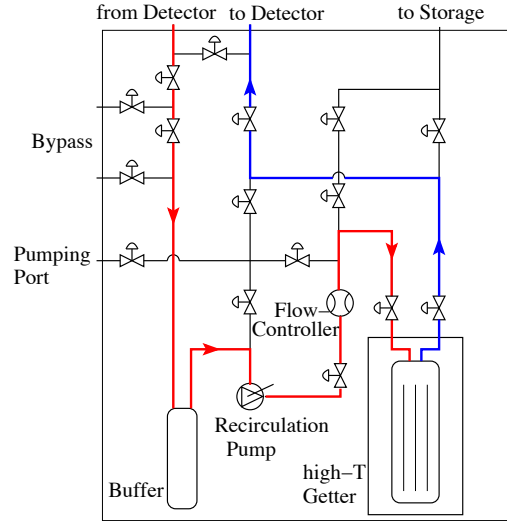 from Detector
to Detector
to Storage
Bypass
Pumping
Port
Flow
Controller
Recirculation
Pump
high−T
Getter
Buffer